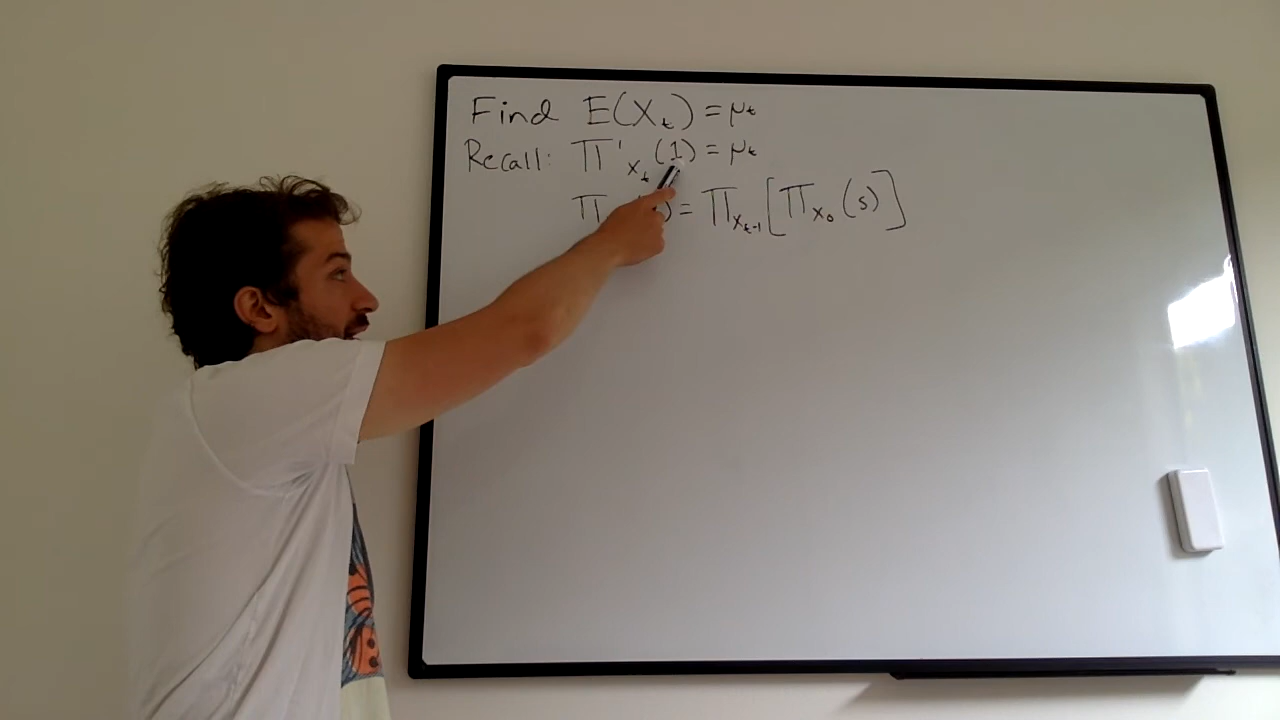 Find E(X_t) = μ_t
Recall: Π'_{X_t}(1) = μ_t
Π ) = Π_{X_{t-1}}[Π_{X_0}(s)]